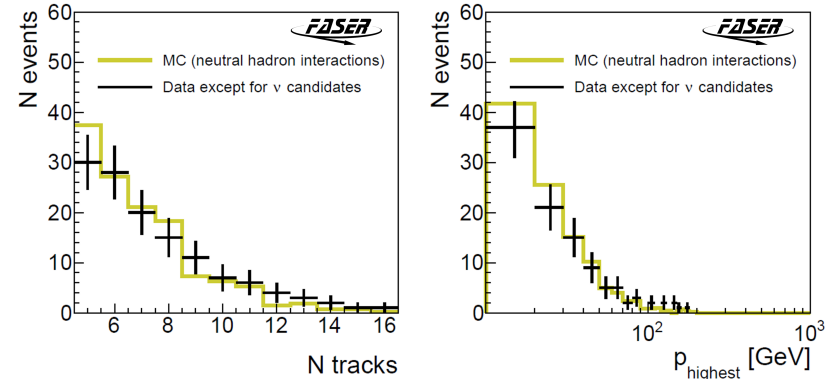 N events
60
50
40
30
20
10
0
FASER
MC (neutral hadron interactions)
Data except for ν candidates
6 8 10 12 14 16
N tracks
N events
60
50
40
30
20
10
0
FASER
MC (neutral hadron interactions)
Data except for ν candidates
10² 10³
p highest [GeV]